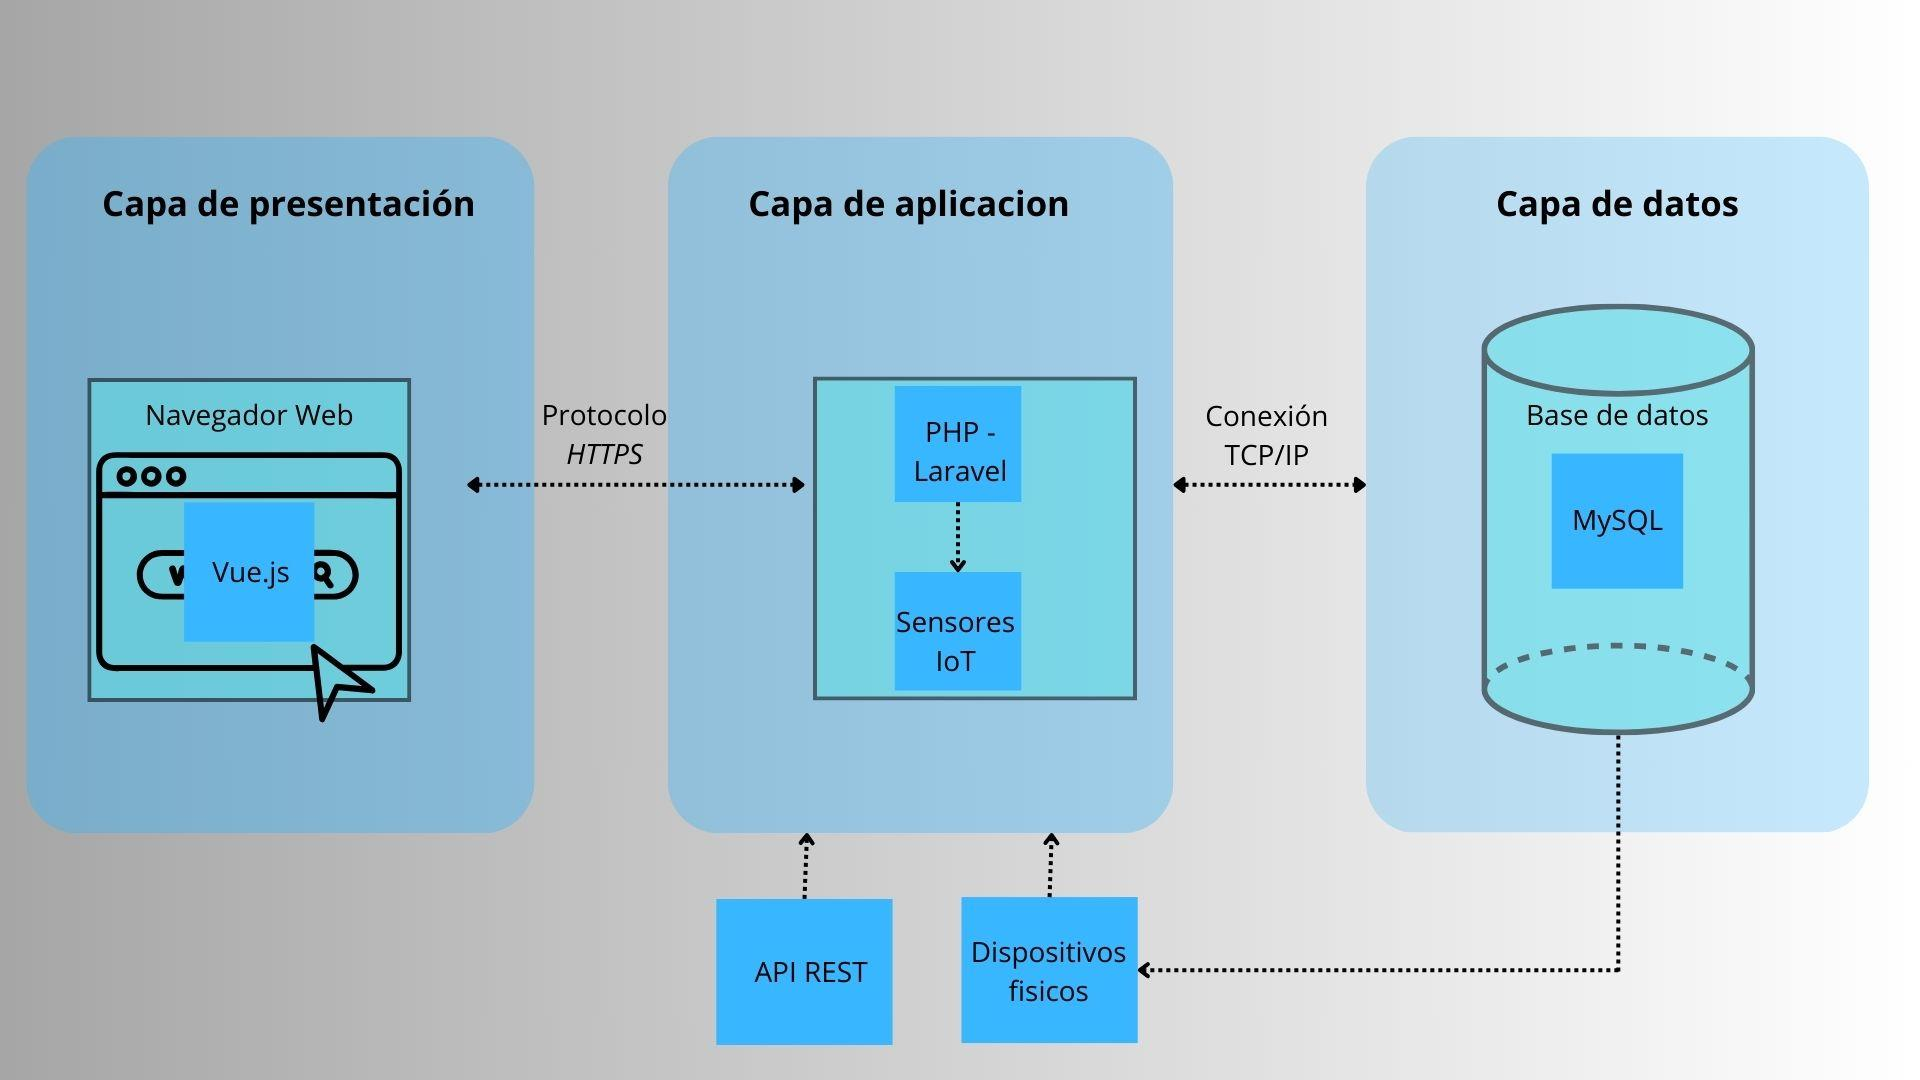 Capa de presentación
Navegador Web
Vue.js
Protocolo
HTTPS
Capa de aplicacion
PHP -
Laravel
Sensores
IoT
Conexión
TCP/IP
Capa de datos
Base de datos
MySQL
API REST
Dispositivos
fisicos